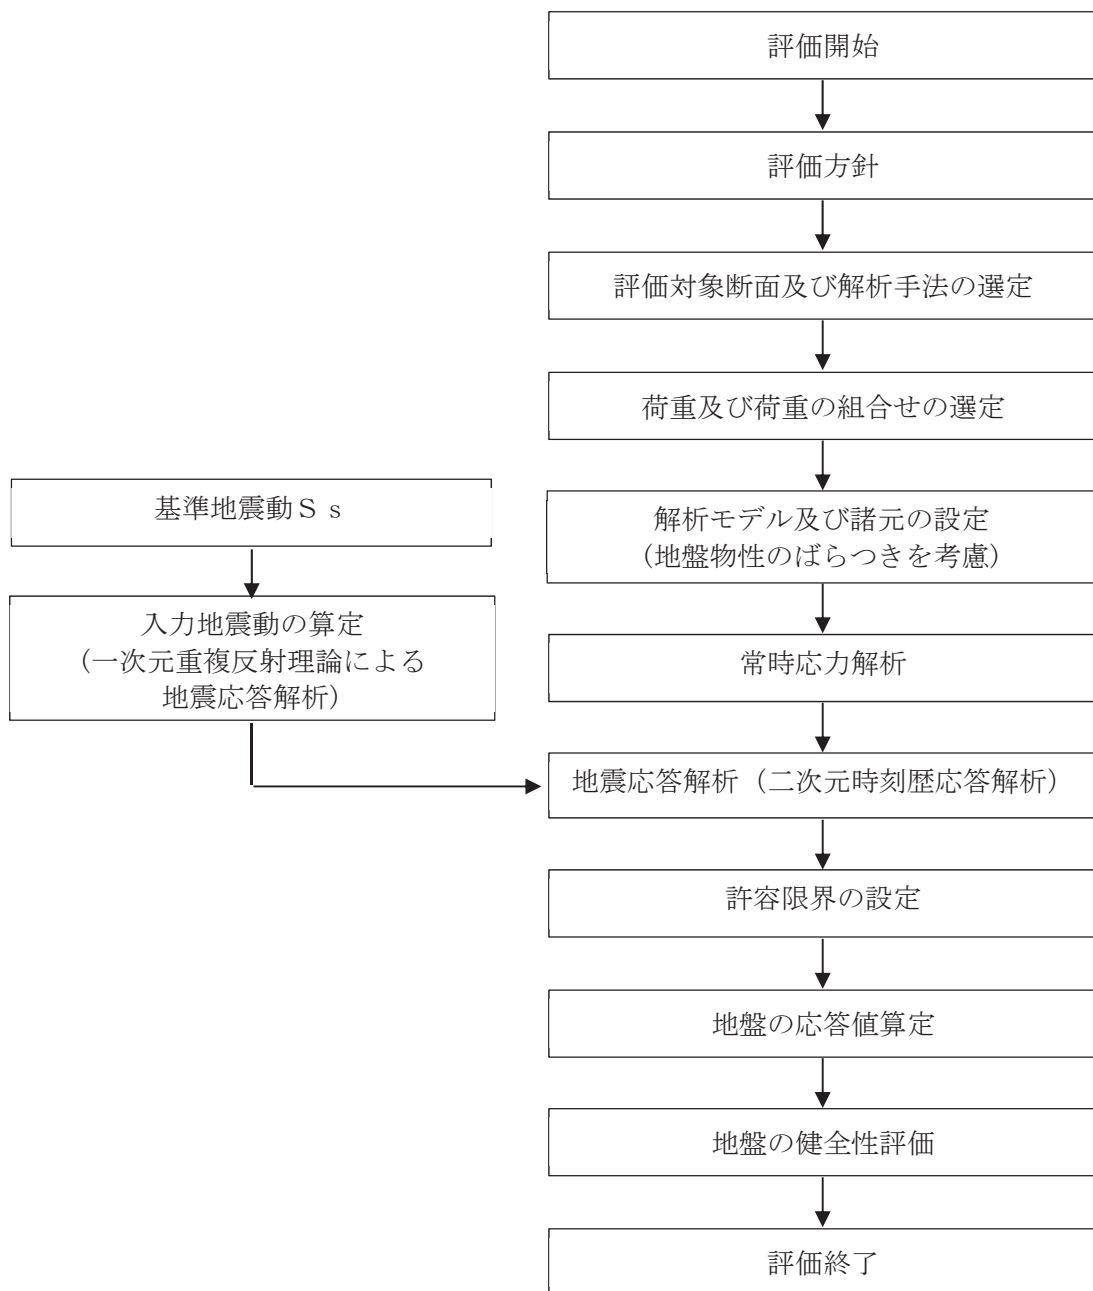 評価開始
評価方針
評価対象断面及び解析手法の選定
荷重及び荷重の組合せの選定
基準地震動Ｓｓ
解析モデル及び諸元の設定
（地盤物性のばらつきを考慮）
入力地震動の算定
（一次元重複反射理論による
地震応答解析）
常時応力解析
地震応答解析（二次元時刻歴応答解析）
許容限界の設定
地盤の応答値算定
地盤の健全性評価
評価終了